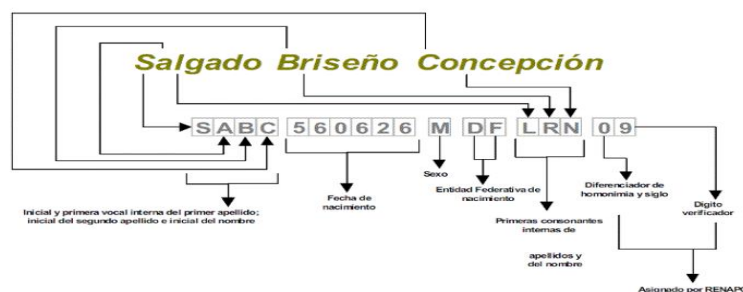 Salgado Briseño Concepción
SABC 560626 M DF LRN 09
Sexo
Fecha de
nacimiento
Entidad Federativa de
nacimiento
Diferenciador de
homonimia y siglo
Digito
verificador
Inicial y primera vocal interna del primer apellido;
inicial del segundo apellido e inicial del nombre
Primeras consonantes
internas de
apellidos y
del nombre
Asignado por RENAPO